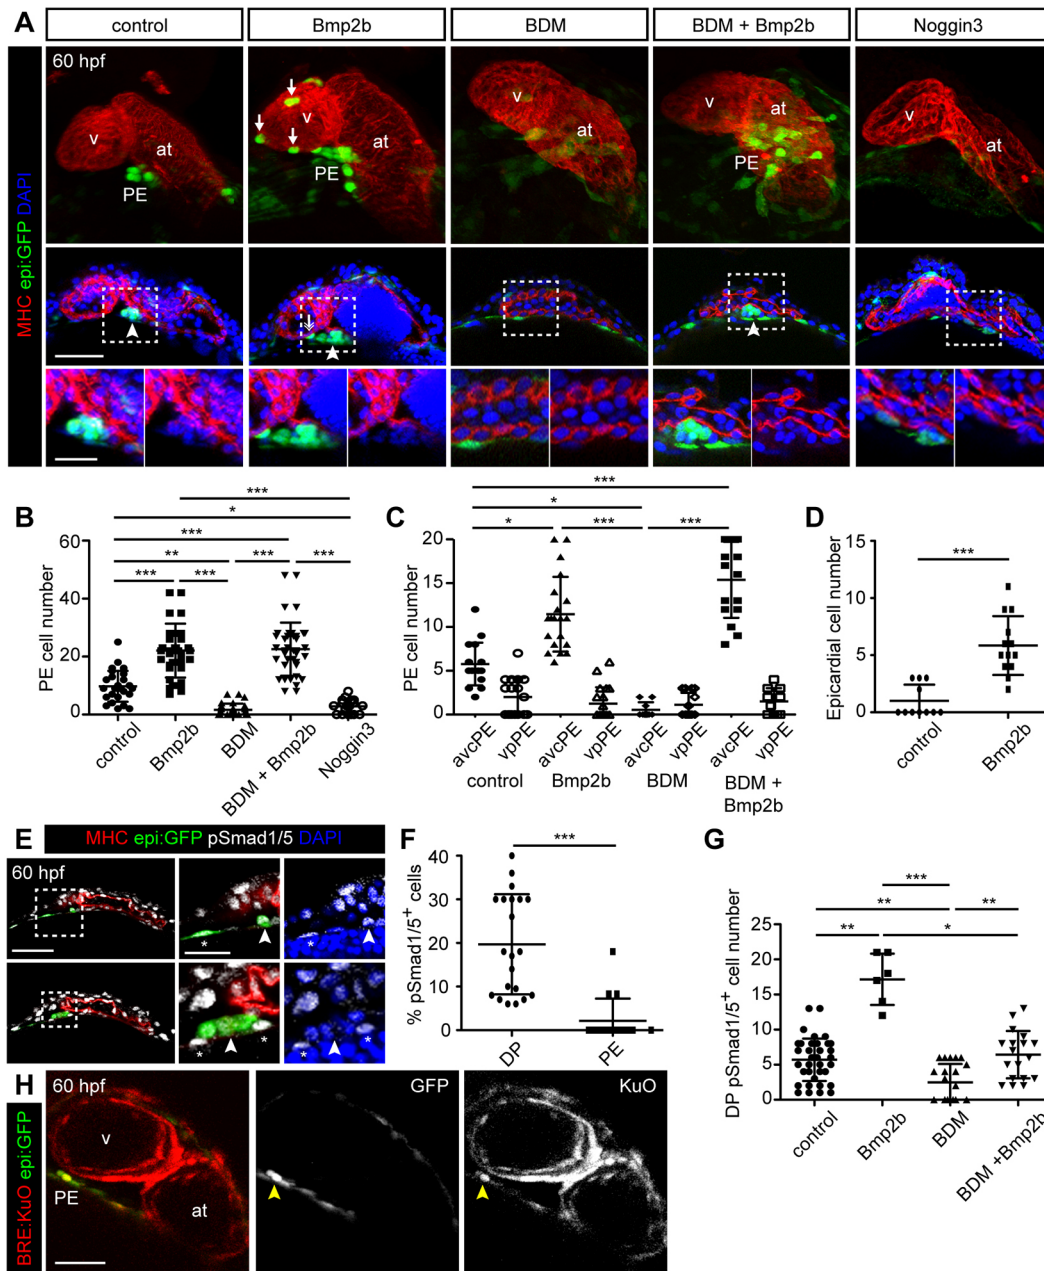 A
control
Bmp2b
BDM
BDM + Bmp2b
Noggin3
MHC epi:GFP DAPI
60 hpf
v
at
PE
v
at
PE
v
at
v
at
PE
v
at
B
PE cell number
60
40
20
0
***
*
***
**
***
***
***
***
control
Bmp2b
BDM
BDM + Bmp2b
Noggin3
C
PE cell number
20
15
10
5
0
***
*
*
***
***
avcPE
vpPE
avcPE
vpPE
avcPE
vpPE
avcPE
vpPE
control
Bmp2b
BDM
BDM +
Bmp2b
D
Epicardial cell number
20
15
10
5
0
***
control
Bmp2b
E
MHC epi:GFP pSmad1/5 DAPI
60 hpf
*
*
*
*
*
*
F
% pSmad1/5+ cells
40
30
20
10
0
***
DP
PE
G
DP pSmad1/5+ cell number
25
20
15
10
5
0
***
**
**
**
*
control
Bmp2b
BDM
BDM +Bmp2b
H
BRE:KuO epi:GFP
60 hpf
v
PE
at
GFP
KuO